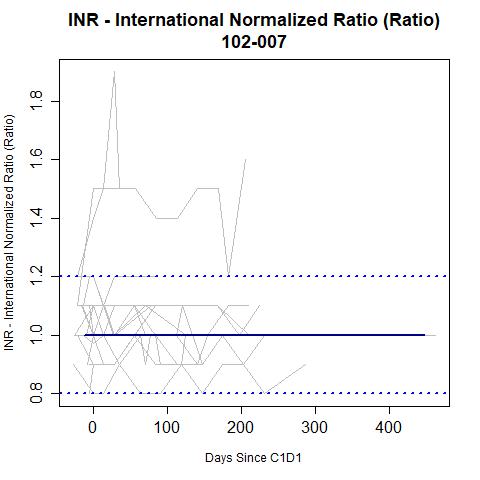 INR - International Normalized Ratio (Ratio)
102-007
INR - International Normalized Ratio (Ratio)
1.8
1.6
1.4
1.2
1.0
0.8
0 100 200 300 400
Days Since C1D1